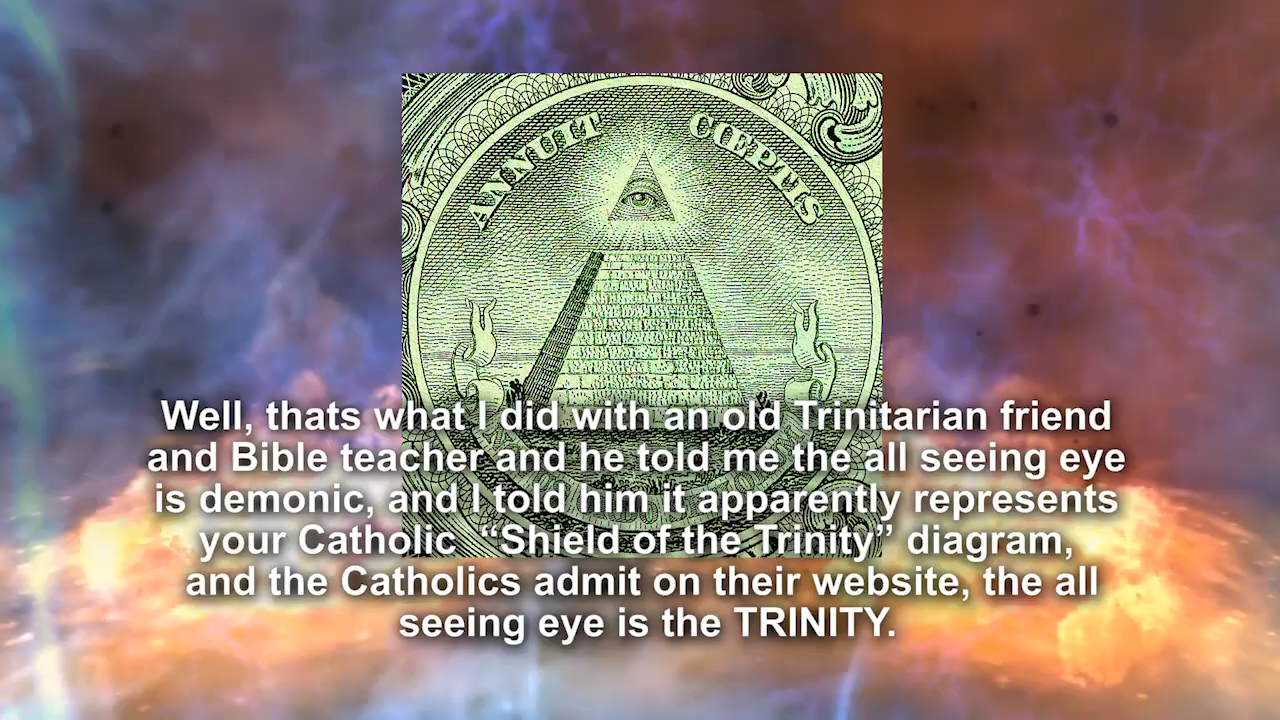 ANNUIT CŒPTIS
Well, thats what I did with an old Trinitarian friend
and Bible teacher and he told me the all seeing eye
is demonic, and I told him it apparently represents
your Catholic “Shield of the Trinity” diagram,
and the Catholics admit on their website, the all
seeing eye is the TRINITY.